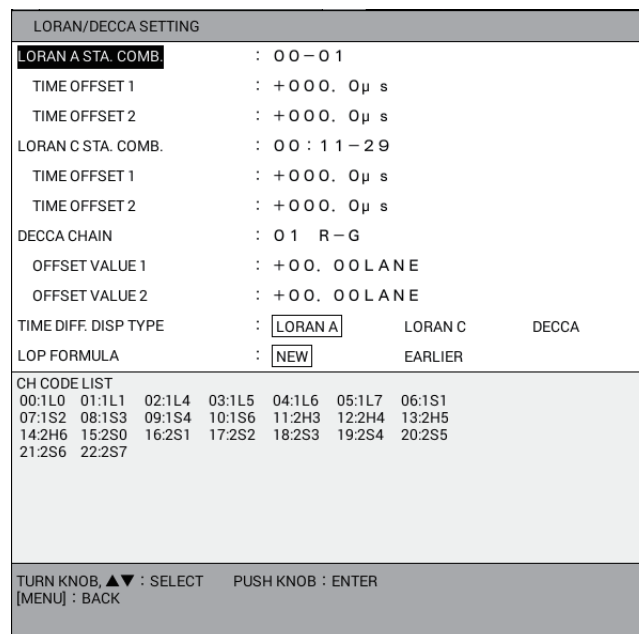 LORAN/DECCA SETTING
LORAN A STA. COMB. : 00-01
TIME OFFSET 1 : +000. 0μ s
TIME OFFSET 2 : +000. 0μ s
LORAN C STA. COMB. : 00:11-29
TIME OFFSET 1 : +000. 0μ s
TIME OFFSET 2 : +000. 0μ s
DECCA CHAIN : 01 R-G
OFFSET VALUE 1 : +00. 00LANE
OFFSET VALUE 2 : +00. 00LANE
TIME DIFF. DISP TYPE : LORAN A LORAN C DECCA
LOP FORMULA : NEW EARLIER
CH CODE LIST
00:1L0 01:1L1 02:1L4 03:1L5 04:1L6 05:1L7 06:1S1
07:1S2 08:1S3 09:1S4 10:1S6 11:2H3 12:2H4 13:2H5
14:2H6 15:2S0 16:2S1 17:2S2 18:2S3 19:2S4 20:2S5
21:2S6 22:2S7
TURN KNOB, ▲▼ : SELECT PUSH KNOB : ENTER
[MENU] : BACK